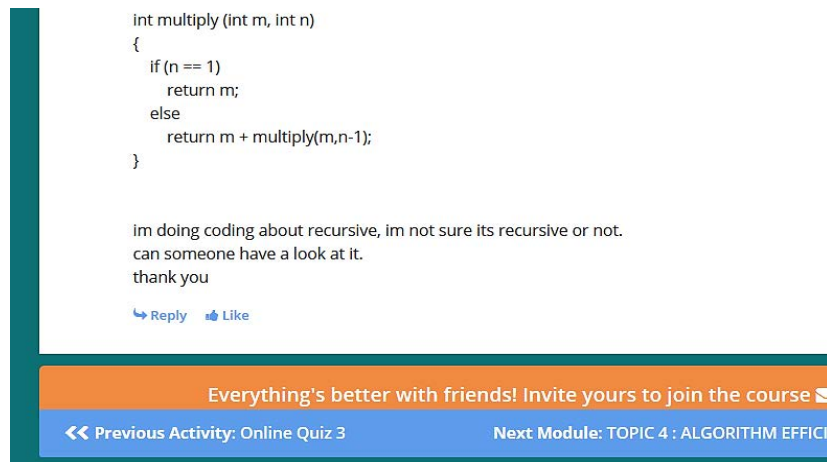 int multiply (int m, int n)
{
if (n == 1)
return m;
else
return m + multiply(m,n-1);
}
im doing coding about recursive, im not sure its recursive or not.
can someone have a look at it.
thank you
Reply Like
Everything's better with friends! Invite yours to join the course
Previous Activity: Online Quiz 3 Next Module: TOPIC 4 : ALGORITHM